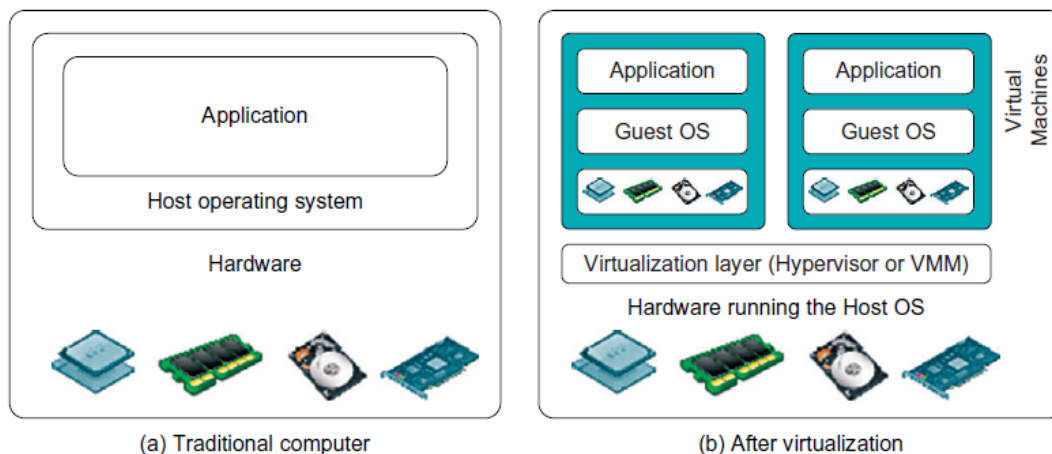 Application
Host operating system
Hardware
(a) Traditional computer
Application
Guest OS
Application
Guest OS
Virtual
Machines
Virtualization layer (Hypervisor or VMM)
Hardware running the Host OS
(b) After virtualization